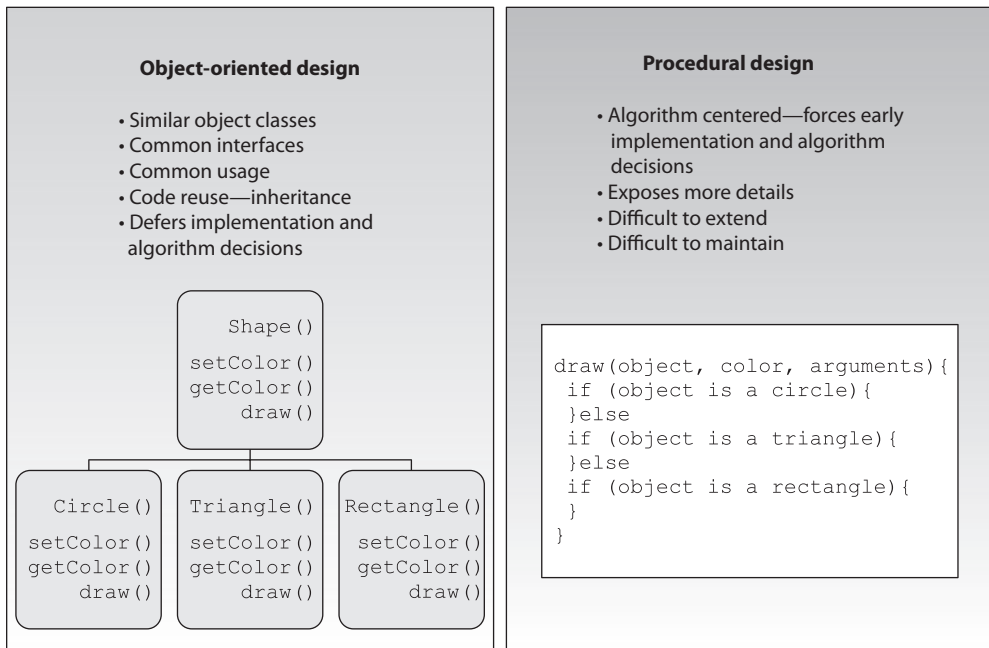 Object-oriented design
• Similar object classes
• Common interfaces
• Common usage
• Code reuse—inheritance
• Defers implementation and
algorithm decisions
Shape()
setColor()
getColor()
draw()
Circle()
setColor()
getColor()
draw()
Triangle()
setColor()
getColor()
draw()
Rectangle()
setColor()
getColor()
draw()
Procedural design
• Algorithm centered—forces early
implementation and algorithm
decisions
• Exposes more details
• Difficult to extend
• Difficult to maintain
draw(object, color, arguments){
if (object is a circle){
}else
if (object is a triangle){
}else
if (object is a rectangle){
}
}